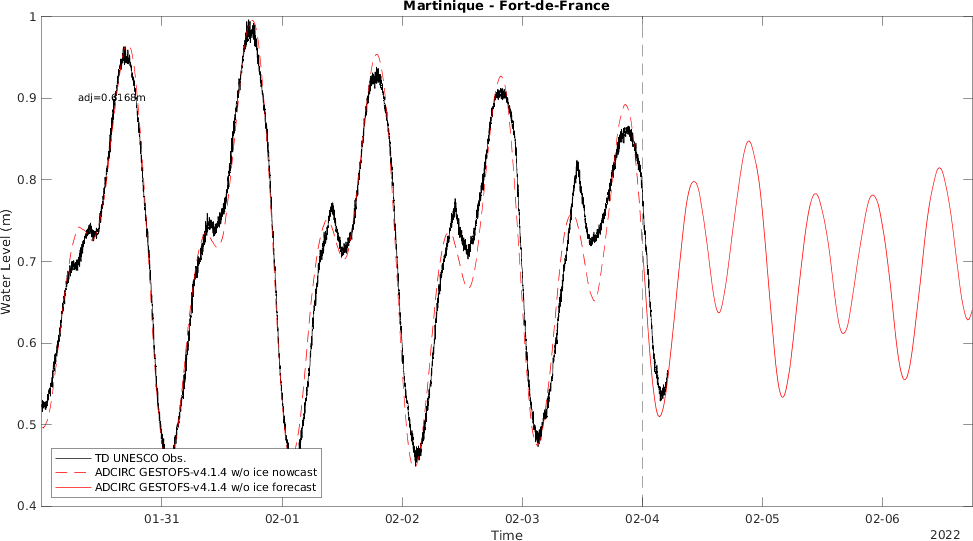 Martinique - Fort-de-France
1
0.9
0.8
0.7
0.6
0.5
0.4
Water Level (m)
adj=0.6168m
TD UNESCO Obs.
ADCIRC GESTOFS-v4.1.4 w/o ice nowcast
ADCIRC GESTOFS-v4.1.4 w/o ice forecast
01-31 02-01 02-02 02-03 02-04 02-05 02-06
Time
2022